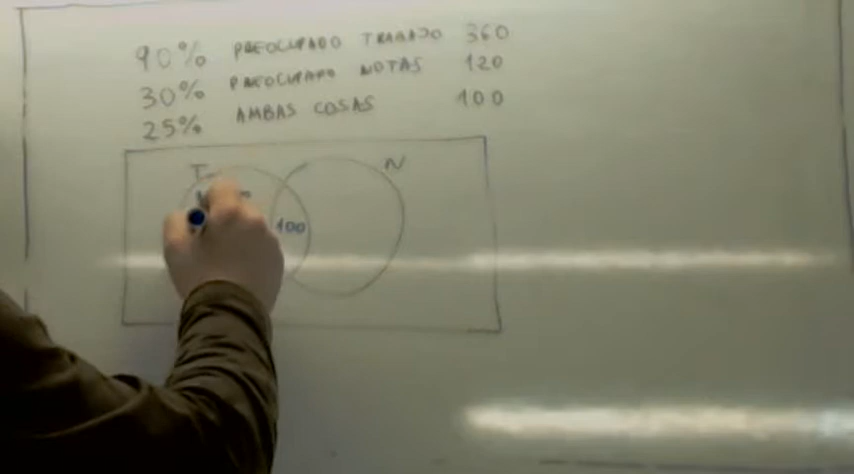 90% PREOCUPADO TRABAJO 360
30% PREOCUPADO NOTAS 120
25% AMBAS COSAS 100
T N
100